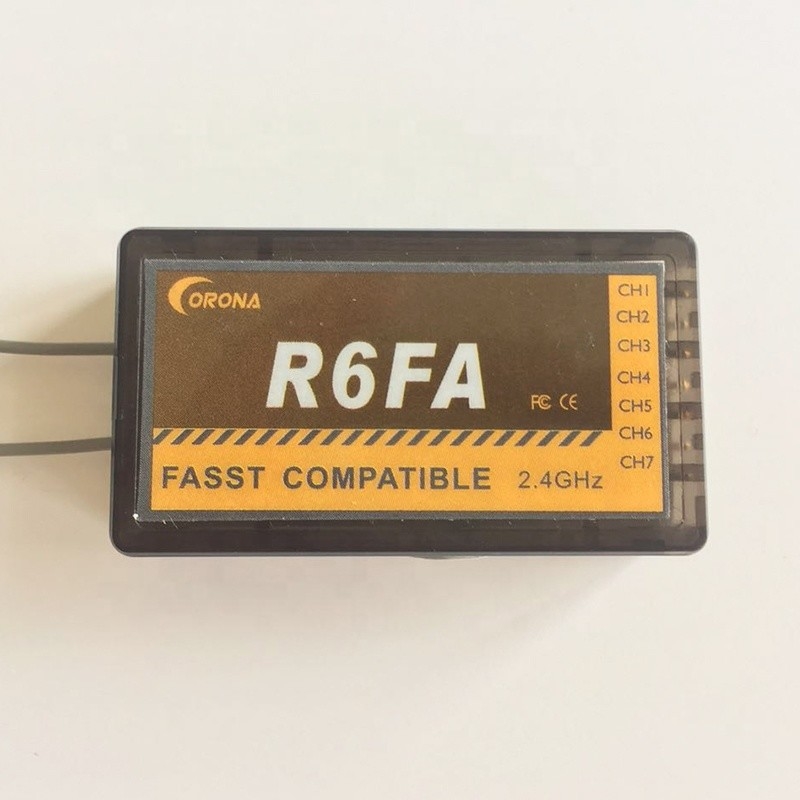 CORONA
R6FA
FC CE
FASST COMPATIBLE 2.4GHz
CH1
CH2
CH3
CH4
CH5
CH6
CH7